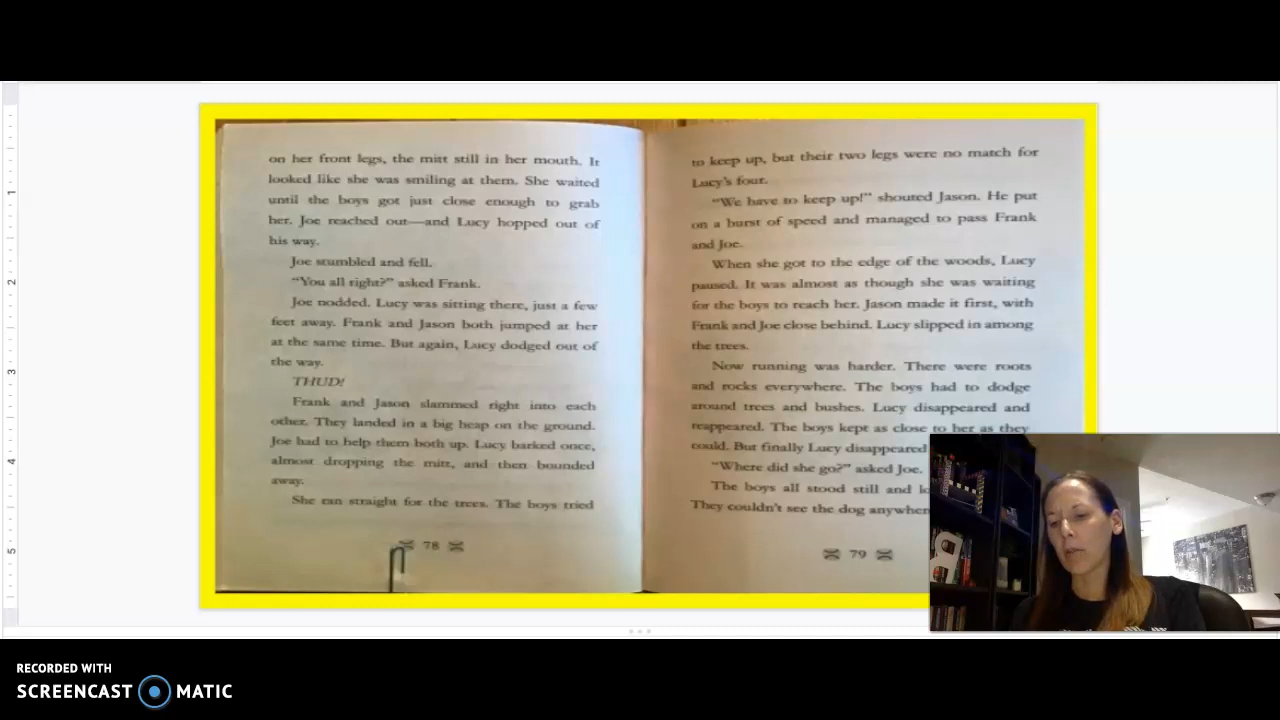 on her front legs, the mitt still in her mouth. It
looked like she was smiling at them. She waited
until the boys got just close enough to grab
her. Joe reached out—and Lucy hopped out of
his way.
Joe stumbled and fell.
"You all right?" asked Frank.
Joe nodded. Lucy was sitting there, just a few
feet away. Frank and Jason both jumped at her
at the same time. But again, Lucy dodged out of
the way.
THUD!
Frank and Jason slammed right into each
other. They landed in a big heap on the ground.
Joe had to help them both up. Lucy barked once,
almost dropping the mitt, and then bounded
away.
She ran straight for the trees. The boys tried
78
to keep up, but their two legs were no match for
Lucy's four.
"We have to keep up!" shouted Jason. He put
on a burst of speed and managed to pass Frank
and Joe.
When she got to the edge of the woods, Lucy
paused. It was almost as though she was waiting
for the boys to reach her. Jason made it first, with
Frank and Joe close behind. Lucy slipped in among
the trees.
Now running was harder. There were roots
and rocks everywhere. The boys had to dodge
around trees and bushes. Lucy disappeared and
reappeared. The boys kept as close to her as they
could. But finally Lucy disappeared
"Where did she go?" asked Joe.
The boys all stood still and
They couldn't see the dog
79
1
2
3
4
5
RECORDED WITH
SCREENCAST MATIC